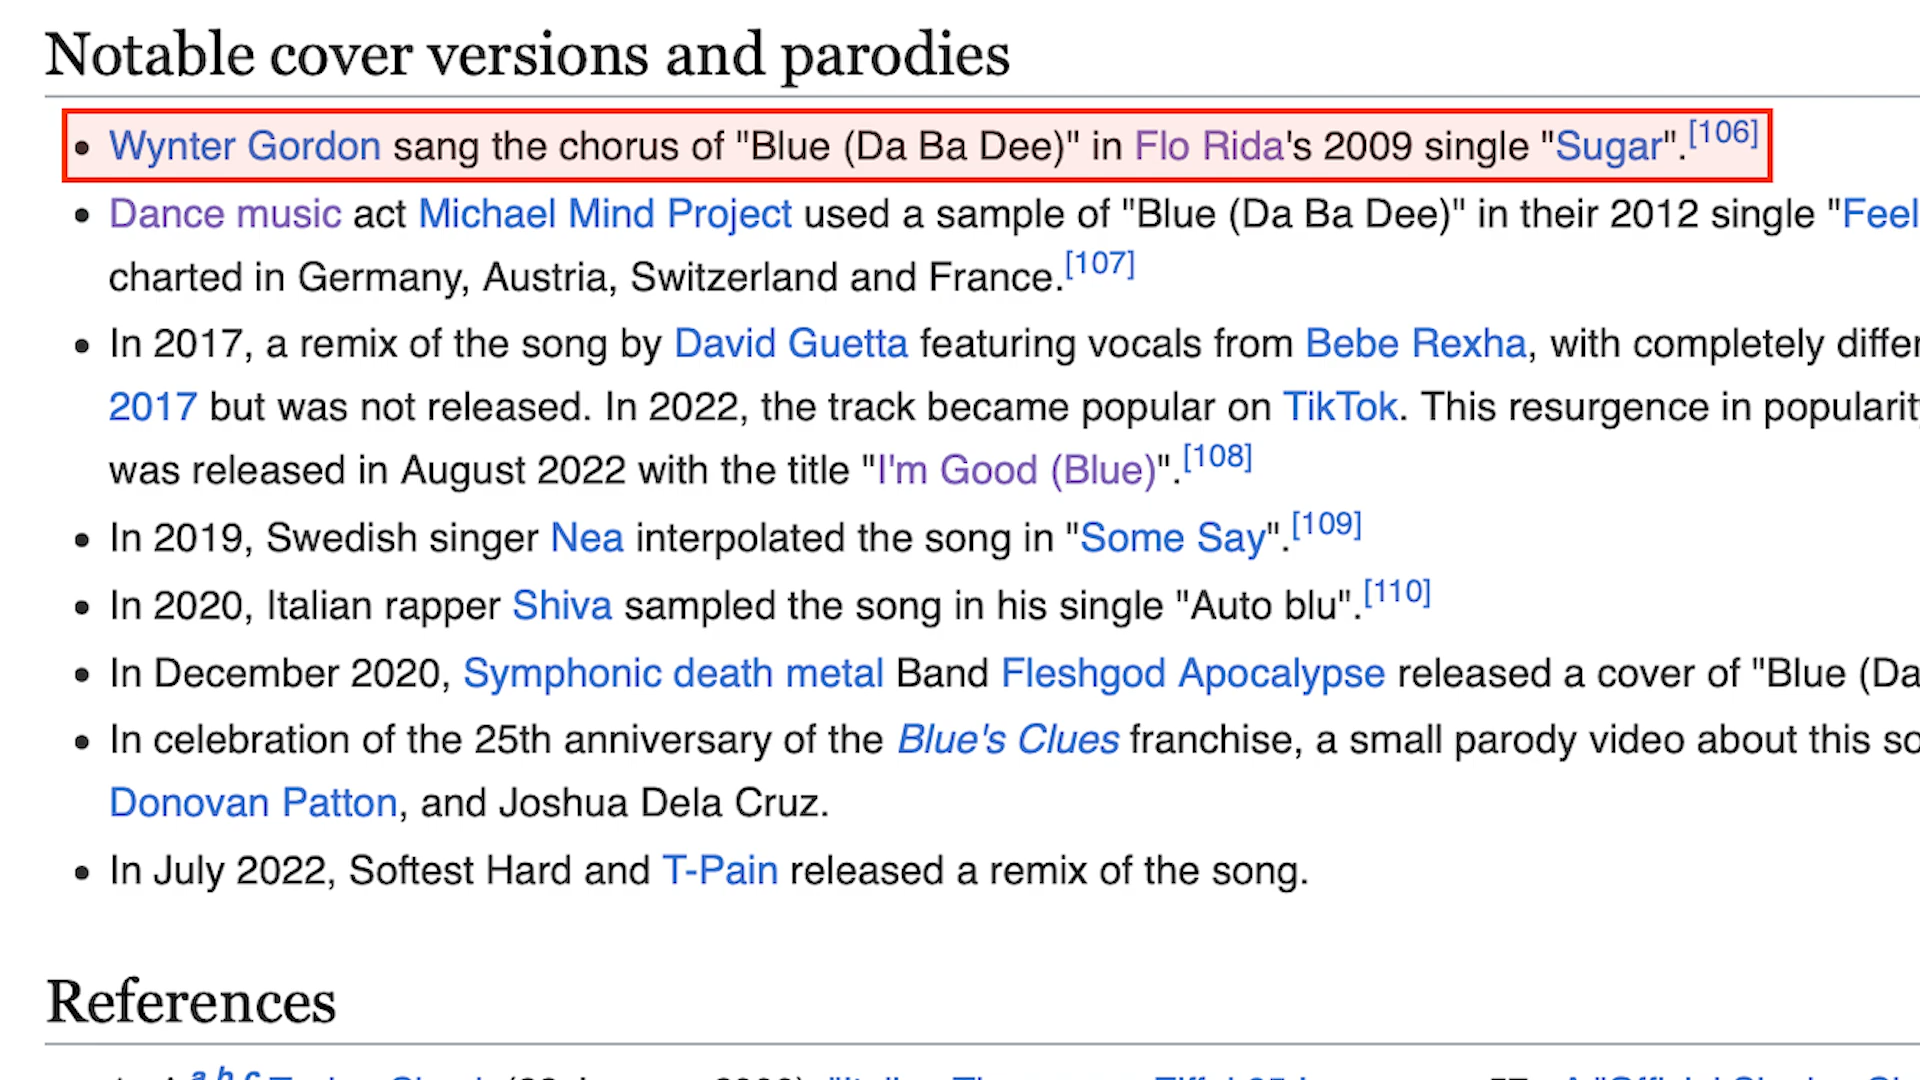 Notable cover versions and parodies
• Wynter Gordon sang the chorus of "Blue (Da Ba Dee)" in Flo Rida's 2009 single "Sugar".[106]
• Dance music act Michael Mind Project used a sample of "Blue (Da Ba Dee)" in their 2012 single "Feel
charted in Germany, Austria, Switzerland and France.[107]
• In 2017, a remix of the song by David Guetta featuring vocals from Bebe Rexha, with completely differ
2017 but was not released. In 2022, the track became popular on TikTok. This resurgence in popularity
was released in August 2022 with the title "I'm Good (Blue)".[108]
• In 2019, Swedish singer Nea interpolated the song in "Some Say".[109]
• In 2020, Italian rapper Shiva sampled the song in his single "Auto blu".[110]
• In December 2020, Symphonic death metal Band Fleshgod Apocalypse released a cover of "Blue (Da
• In celebration of the 25th anniversary of the Blue's Clues franchise, a small parody video about this so
Donovan Patton, and Joshua Dela Cruz.
• In July 2022, Softest Hard and T-Pain released a remix of the song.
References